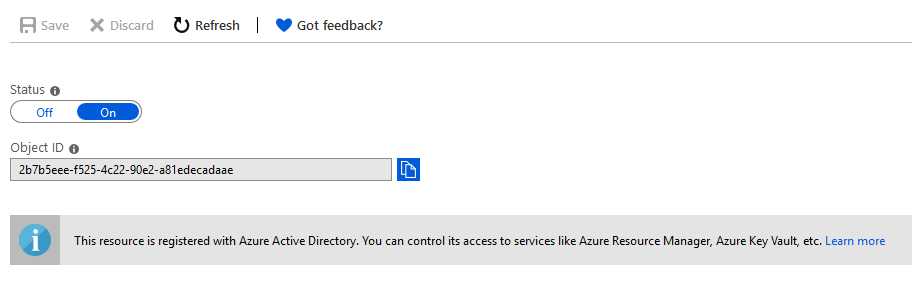 Save Discard Refresh Got feedback?
Status
Off On
Object ID
2b7b5eee-f525-4c22-90e2-a81edecadaae
This resource is registered with Azure Active Directory. You can control its access to services like Azure Resource Manager, Azure Key Vault, etc. Learn more